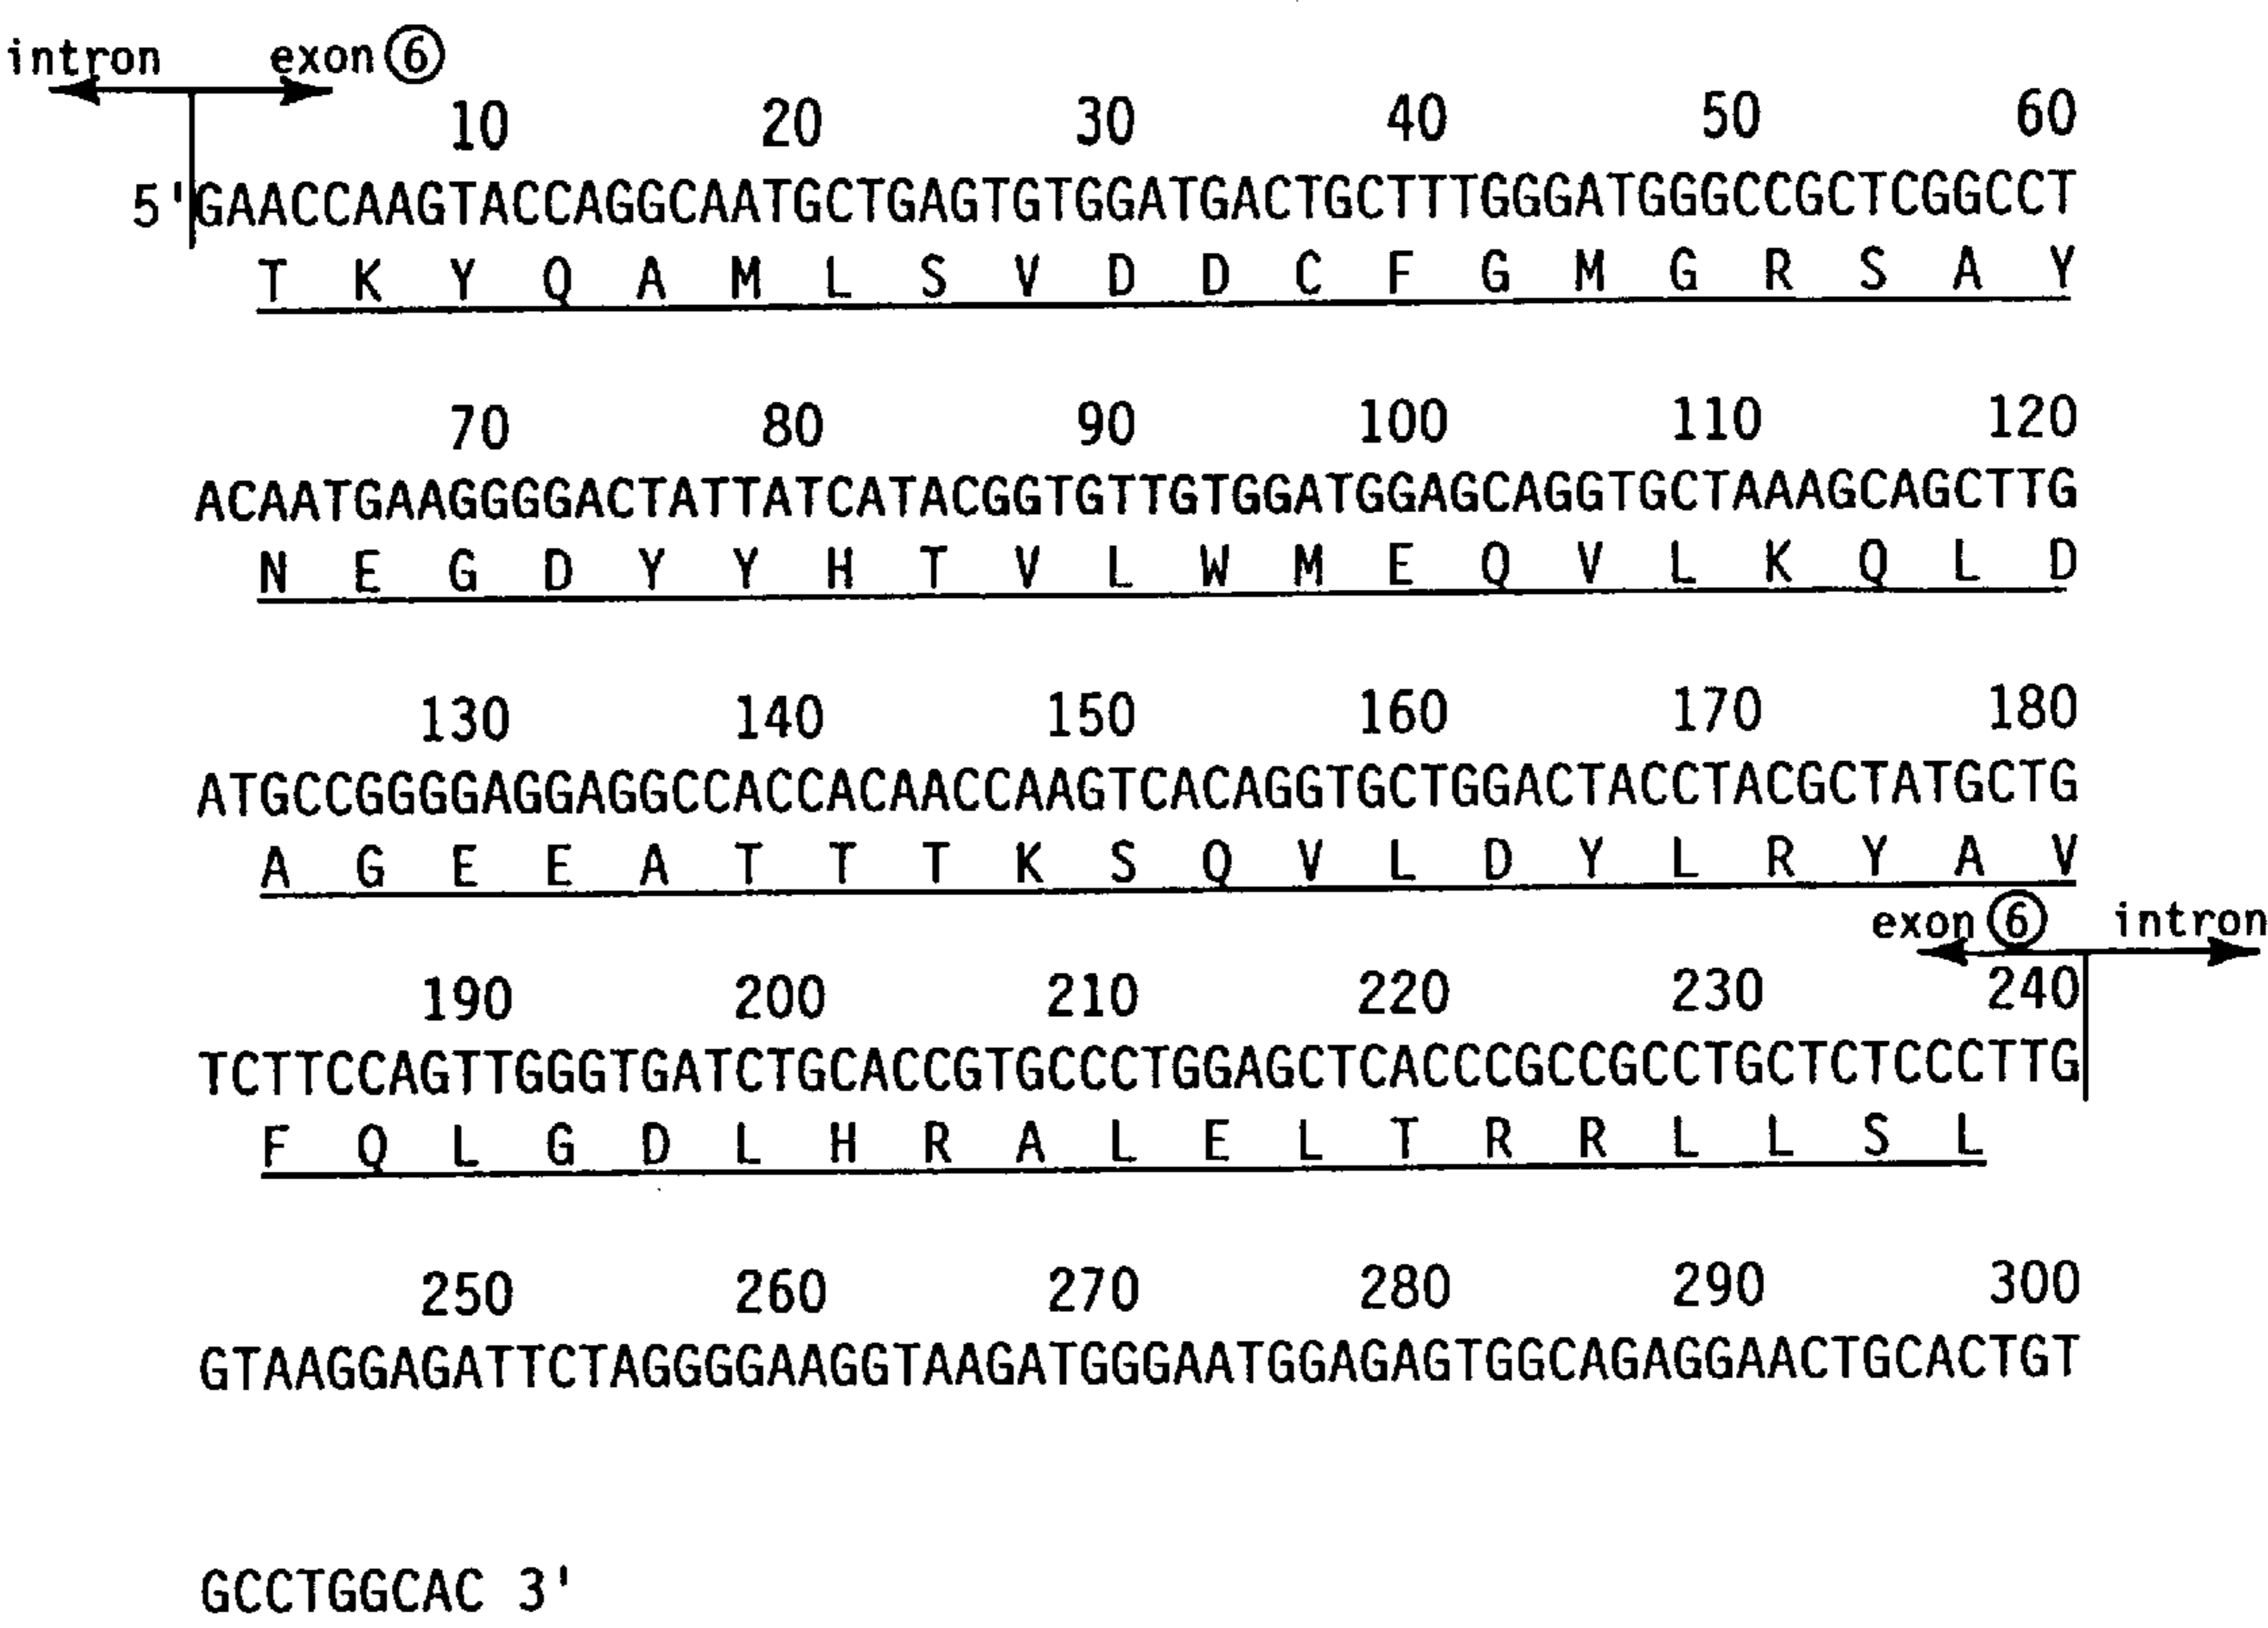 intron exon ⑥
10 20 30 40 50 60
5'GAACCAAGTACCAGGCAATGCTGAGTGTGGATGACTGCTTTGGGATGGGCCGCTCGGCCT
T K Y Q A M L S V D D C F G M G R S A Y
70 80 90 100 110 120
ACAATGAAGGGGACTATTATCATACGGTGTTGTGGATGGAGCAGGTGCTAAAGCAGCTTG
N E G D Y Y H T V L W M E Q V L K Q L D
130 140 150 160 170 180
ATGCCGGGGAGGAGGCCACCACAACCAAGTCACAGGTGCTGGACTACCTACGCTATGCTG
A G E E A T T T K S Q V L D Y L R Y A V
exon ⑥ intron
190 200 210 220 230 240
TCTTCCAGTTGGGTGATCTGCACCGTGCCCTGGAGCTCACCCGCCGCCTGCTCTCCCTTG
F Q L G D L H R A L E L T R R L L S L
250 260 270 280 290 300
GTAAGGAGATTCTAGGGGAAGGTAAGATGGGAATGGAGAGTGGCAGAGGAACTGCACTGT
GCCTGGCAC 3'